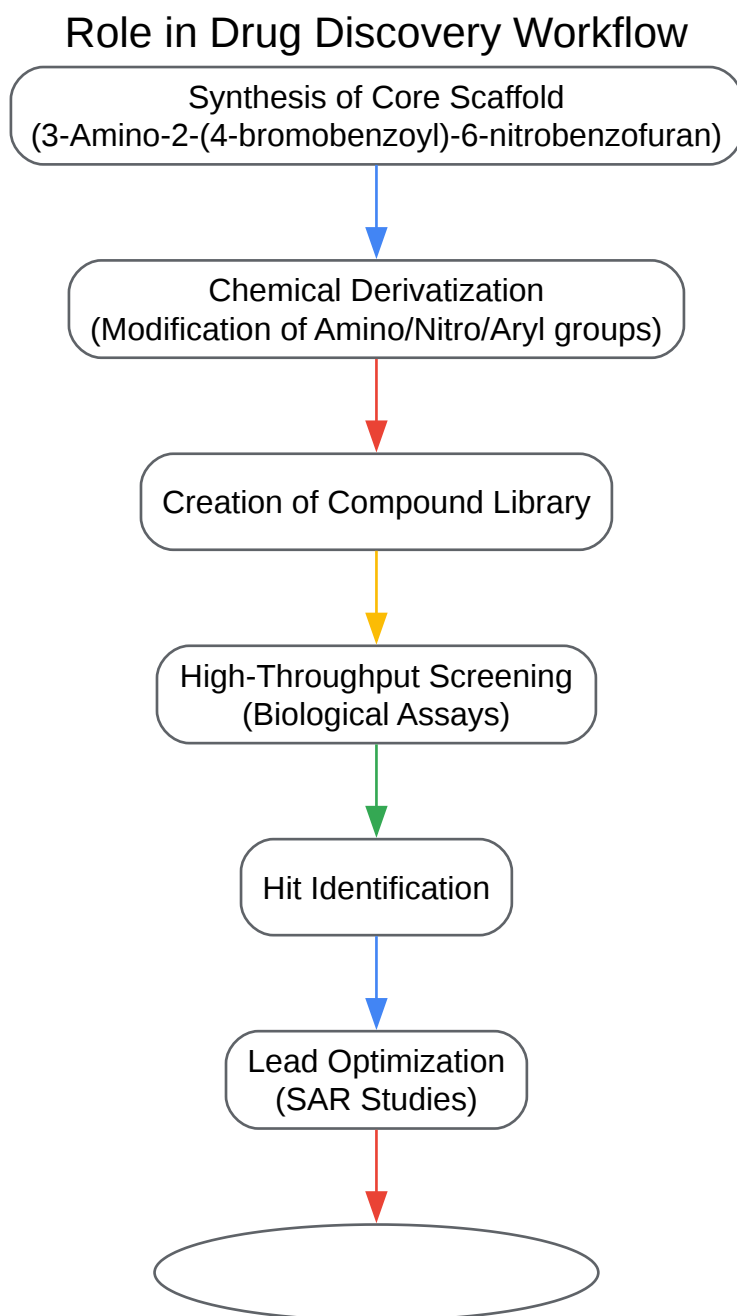 Role in Drug Discovery Workflow
Synthesis of Core Scaffold
(3-Amino-2-(4-bromobenzoyl)-6-nitrobenzofuran)
Chemical Derivatization
(Modification of Amino/Nitro/Aryl groups)
Creation of Compound Library
High-Throughput Screening
(Biological Assays)
Hit Identification
Lead Optimization
(SAR Studies)